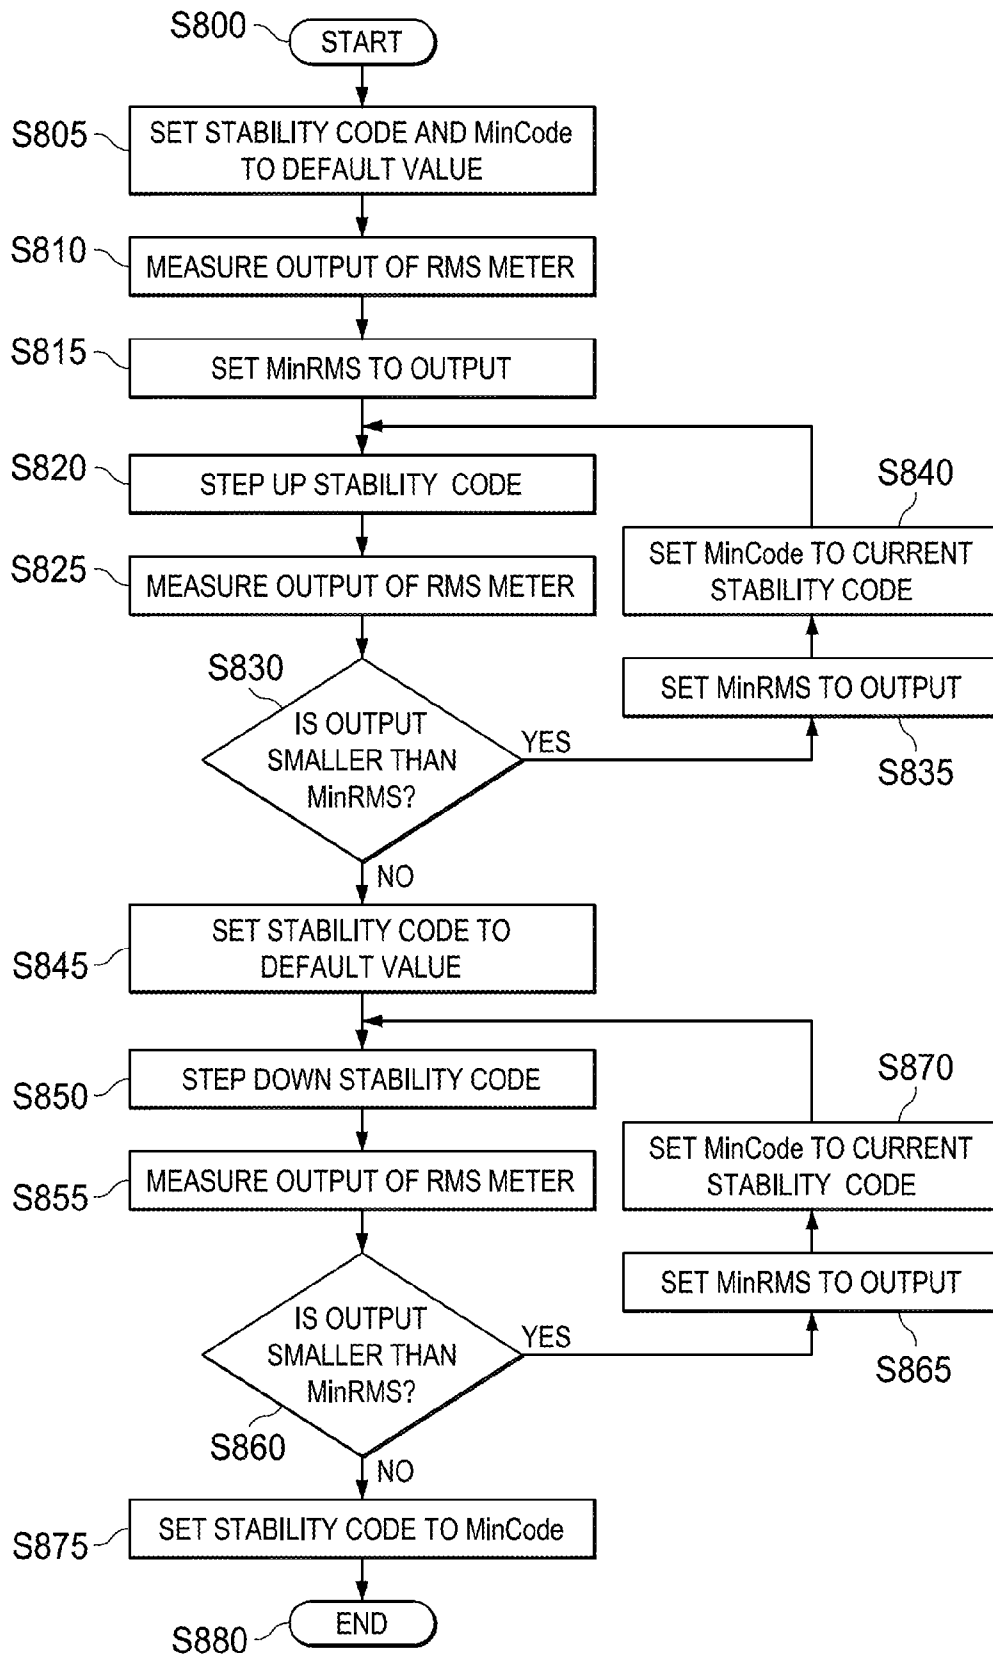 S800
START
S805
SET STABILITY CODE AND MinCode
TO DEFAULT VALUE
S810
MEASURE OUTPUT OF RMS METER
S815
SET MinRMS TO OUTPUT
S820
STEP UP STABILITY CODE
S840
SET MinCode TO CURRENT
STABILITY CODE
S825
MEASURE OUTPUT OF RMS METER
S830
IS OUTPUT
SMALLER THAN
MinRMS?
YES
SET MinRMS TO OUTPUT
S835
NO
S845
SET STABILITY CODE TO
DEFAULT VALUE
S850
STEP DOWN STABILITY CODE
S870
SET MinCode TO CURRENT
STABILITY CODE
S855
MEASURE OUTPUT OF RMS METER
IS OUTPUT
SMALLER THAN
MinRMS?
S860
YES
SET MinRMS TO OUTPUT
S865
NO
S875
SET STABILITY CODE TO MinCode
S880
END